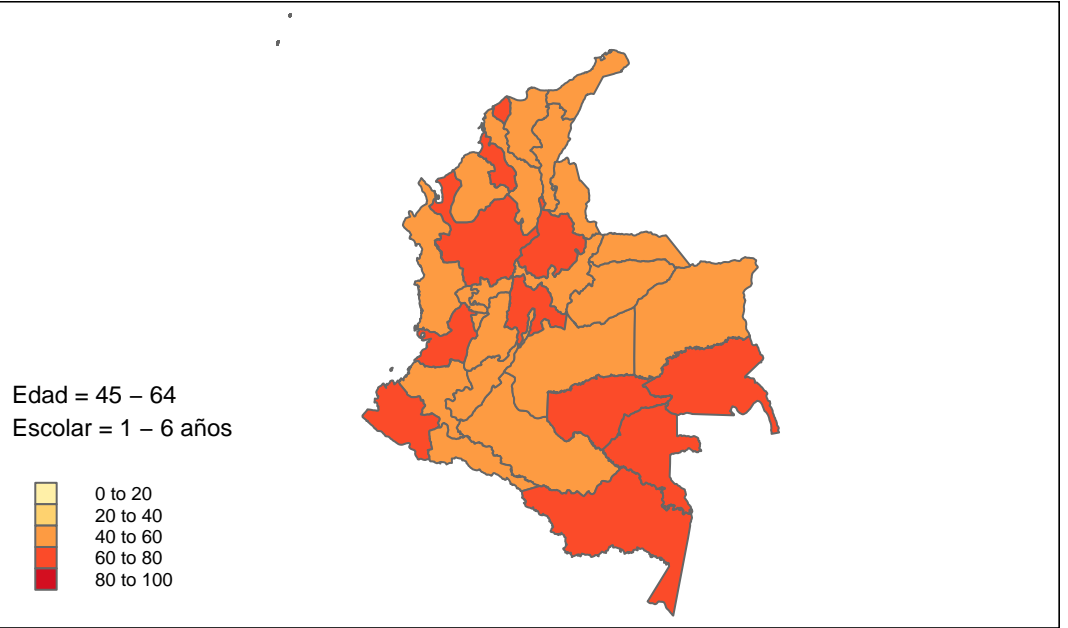 Edad = 45 – 64
Escolar = 1 – 6 años
0 to 20
20 to 40
40 to 60
60 to 80
80 to 100